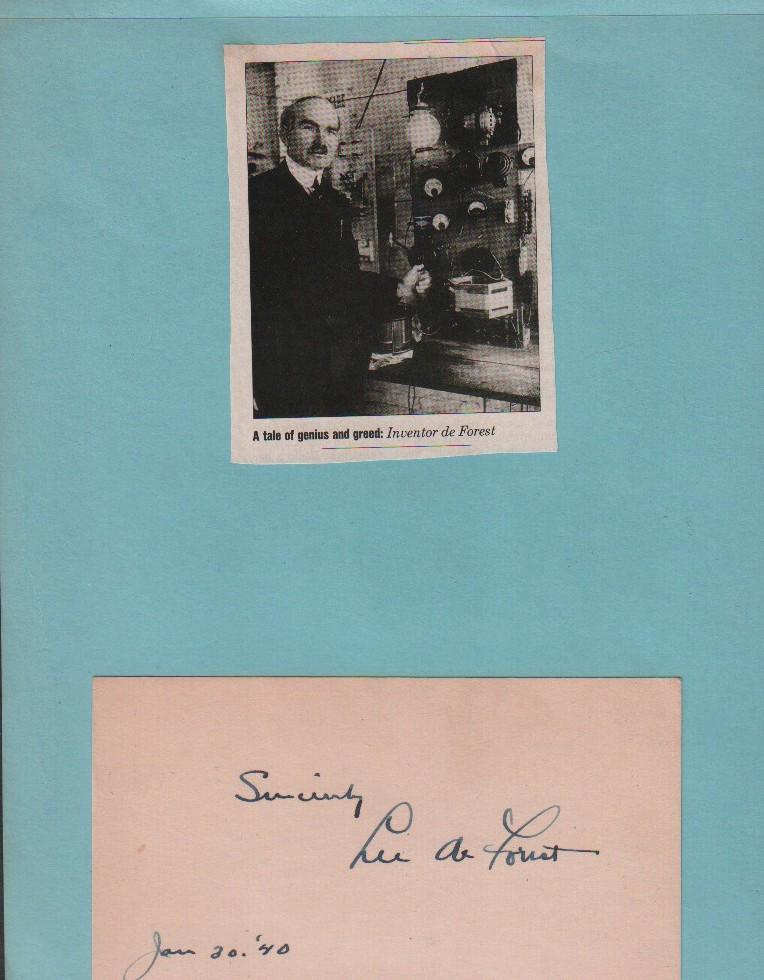 A tale of genius and greed: Inventor de Forest
Sincerely
Lee de Forest
Jan 30. '40